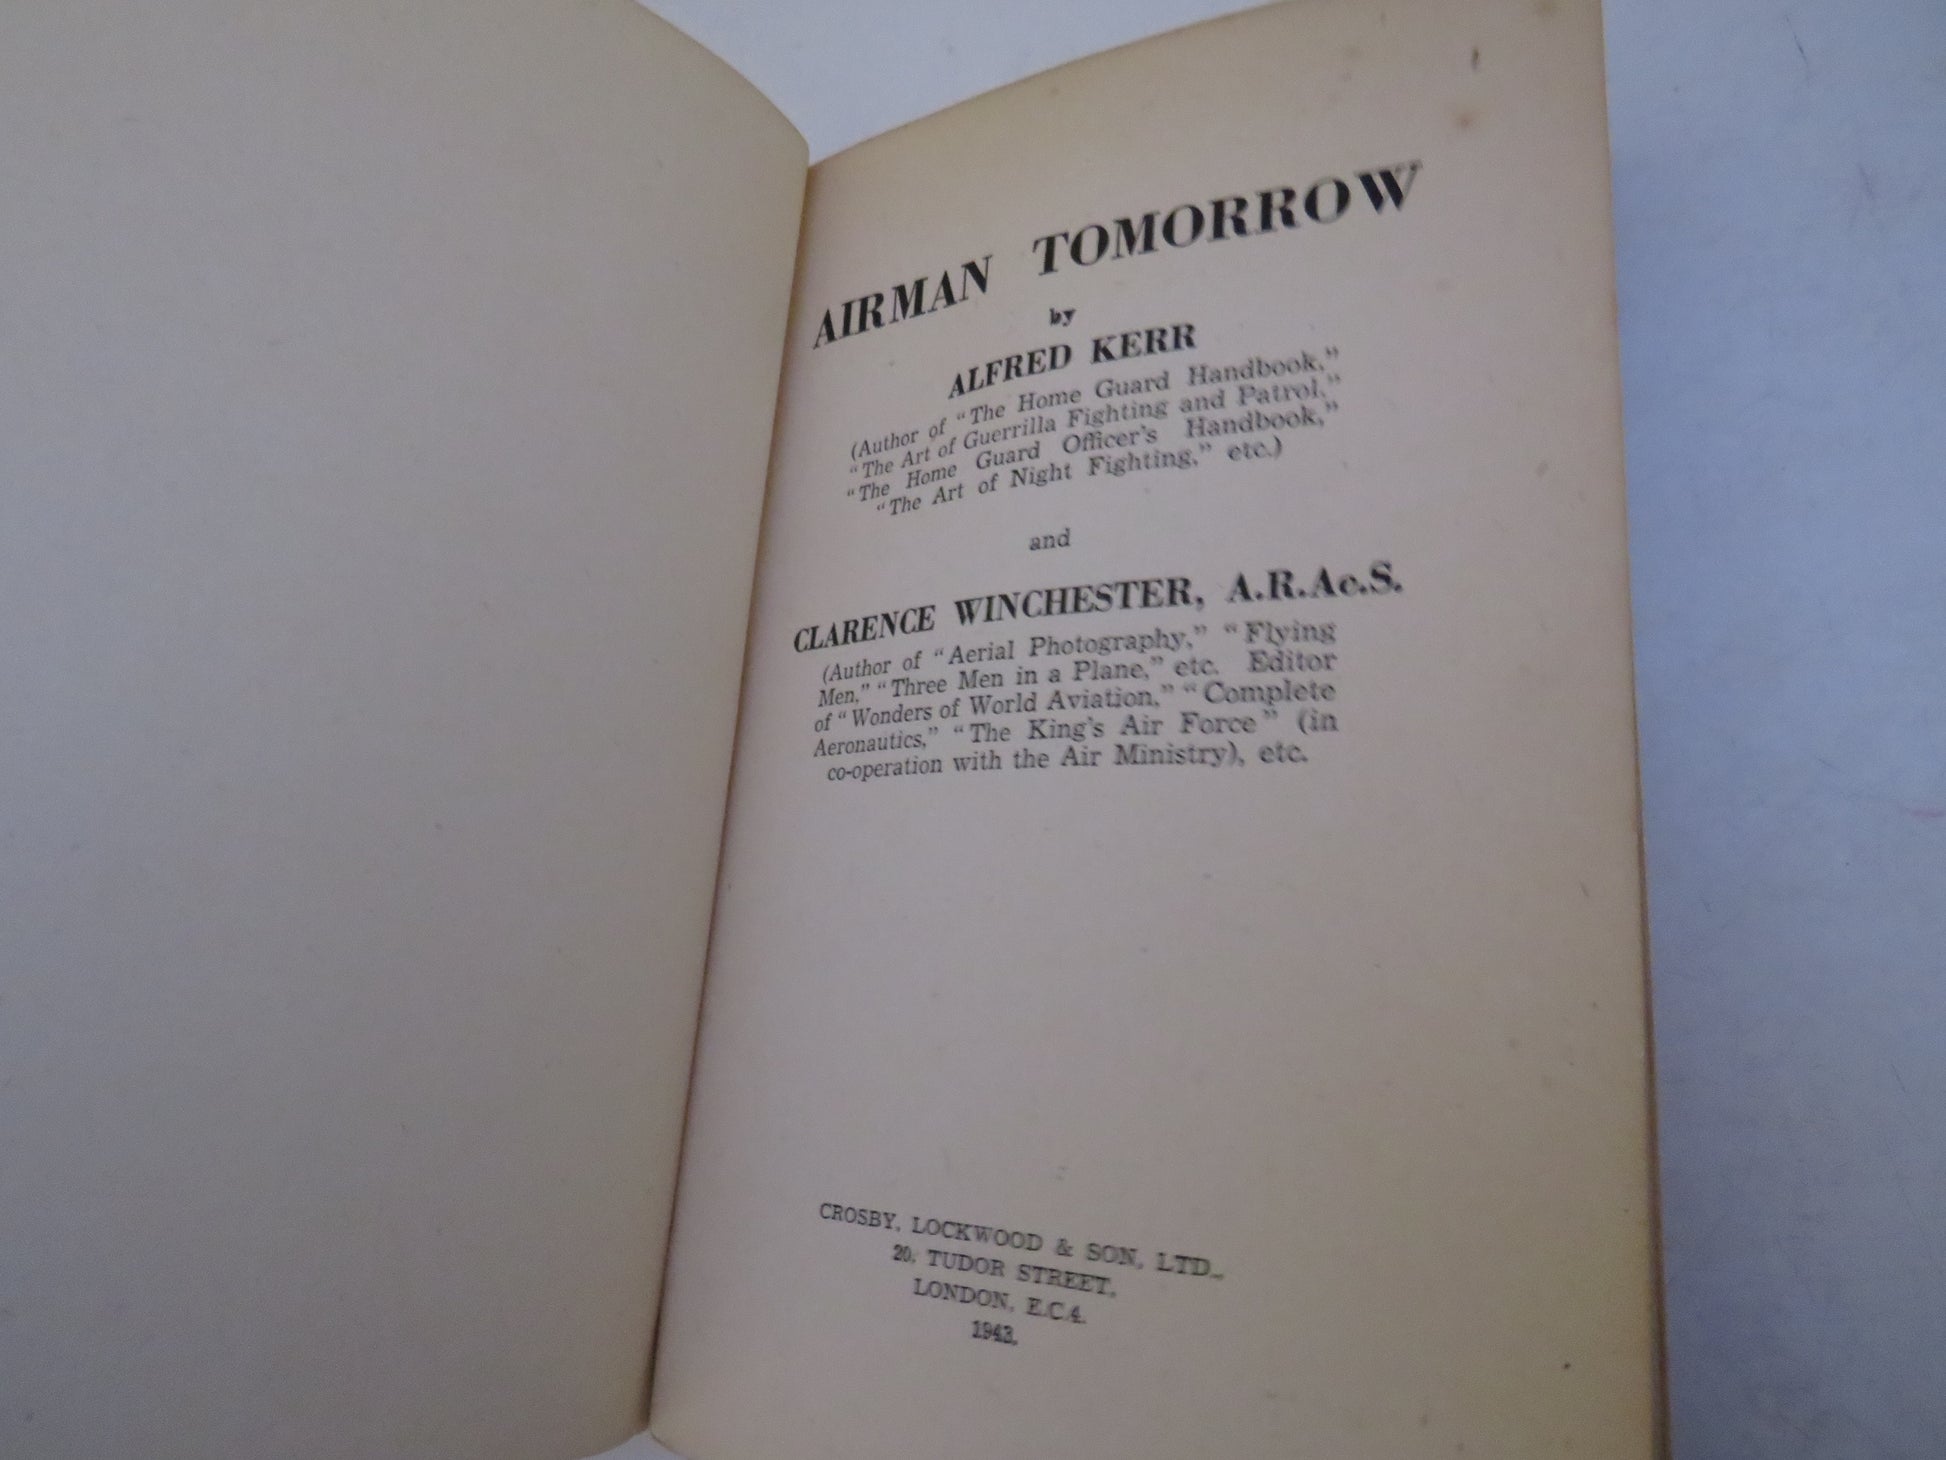 AIRMAN TOMORROW
by
ALFRED KERR
(Author of "The Home Guard Handbook,"
"The Art of Guerrilla Fighting and Patrol,"
"The Home Guard Officer's Handbook,"
"The Art of Night Fighting," etc.)
and
CLARENCE WINCHESTER, A.R.Ae.S.
(Author of "Aerial Photography," "Flying
Men," "Three Men in a Plane," etc. Editor
of "Wonders of World Aviation," "Complete
Aeronautics," "The King's Air Force" (in
co-operation with the Air Ministry), etc.
CROSBY, LOCKWOOD & SON, LTD.,
20, TUDOR STREET,
LONDON, E.C.4.
1943.